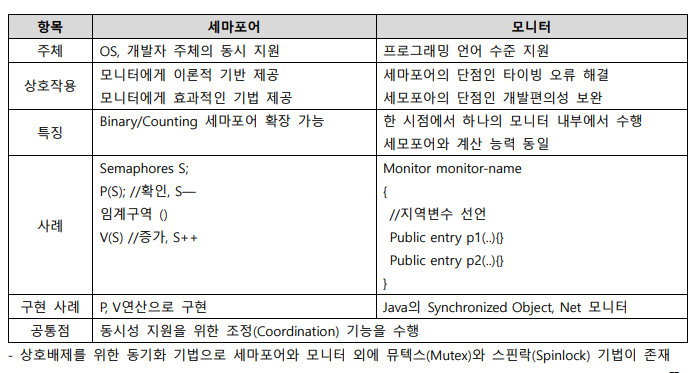 항목 세마포어 모니터
주체 OS, 개발자 주체의 동시 지원 프로그래밍 언어 수준 지원
상호작용 모니터에게 이론적 기반 제공 세마포어의 단점인 타이빙 오류 해결
모니터에게 효과적인 기법 제공 세모포아의 단점인 개발편의성 보완
특징 Binary/Counting 세마포어 확장 가능 한 시점에서 하나의 모니터 내부에서 수행
세모포어와 계산 능력 동일
사례 Semaphores S; Monitor monitor-name
P(S); //확인, S— {
임계구역 () //지역변수 선언
V(S) //증가, S++ Public entry p1(..){}
Public entry p2(..){}
}
구현 사례 P, V연산으로 구현 Java의 Synchronized Object, Net 모니터
공통점 동시성 지원을 위한 조정(Coordination) 기능을 수행
- 상호배제를 위한 동기화 기법으로 세마포어와 모니터 외에 뮤텍스(Mutex)와 스핀락(Spinlock) 기법이 존재